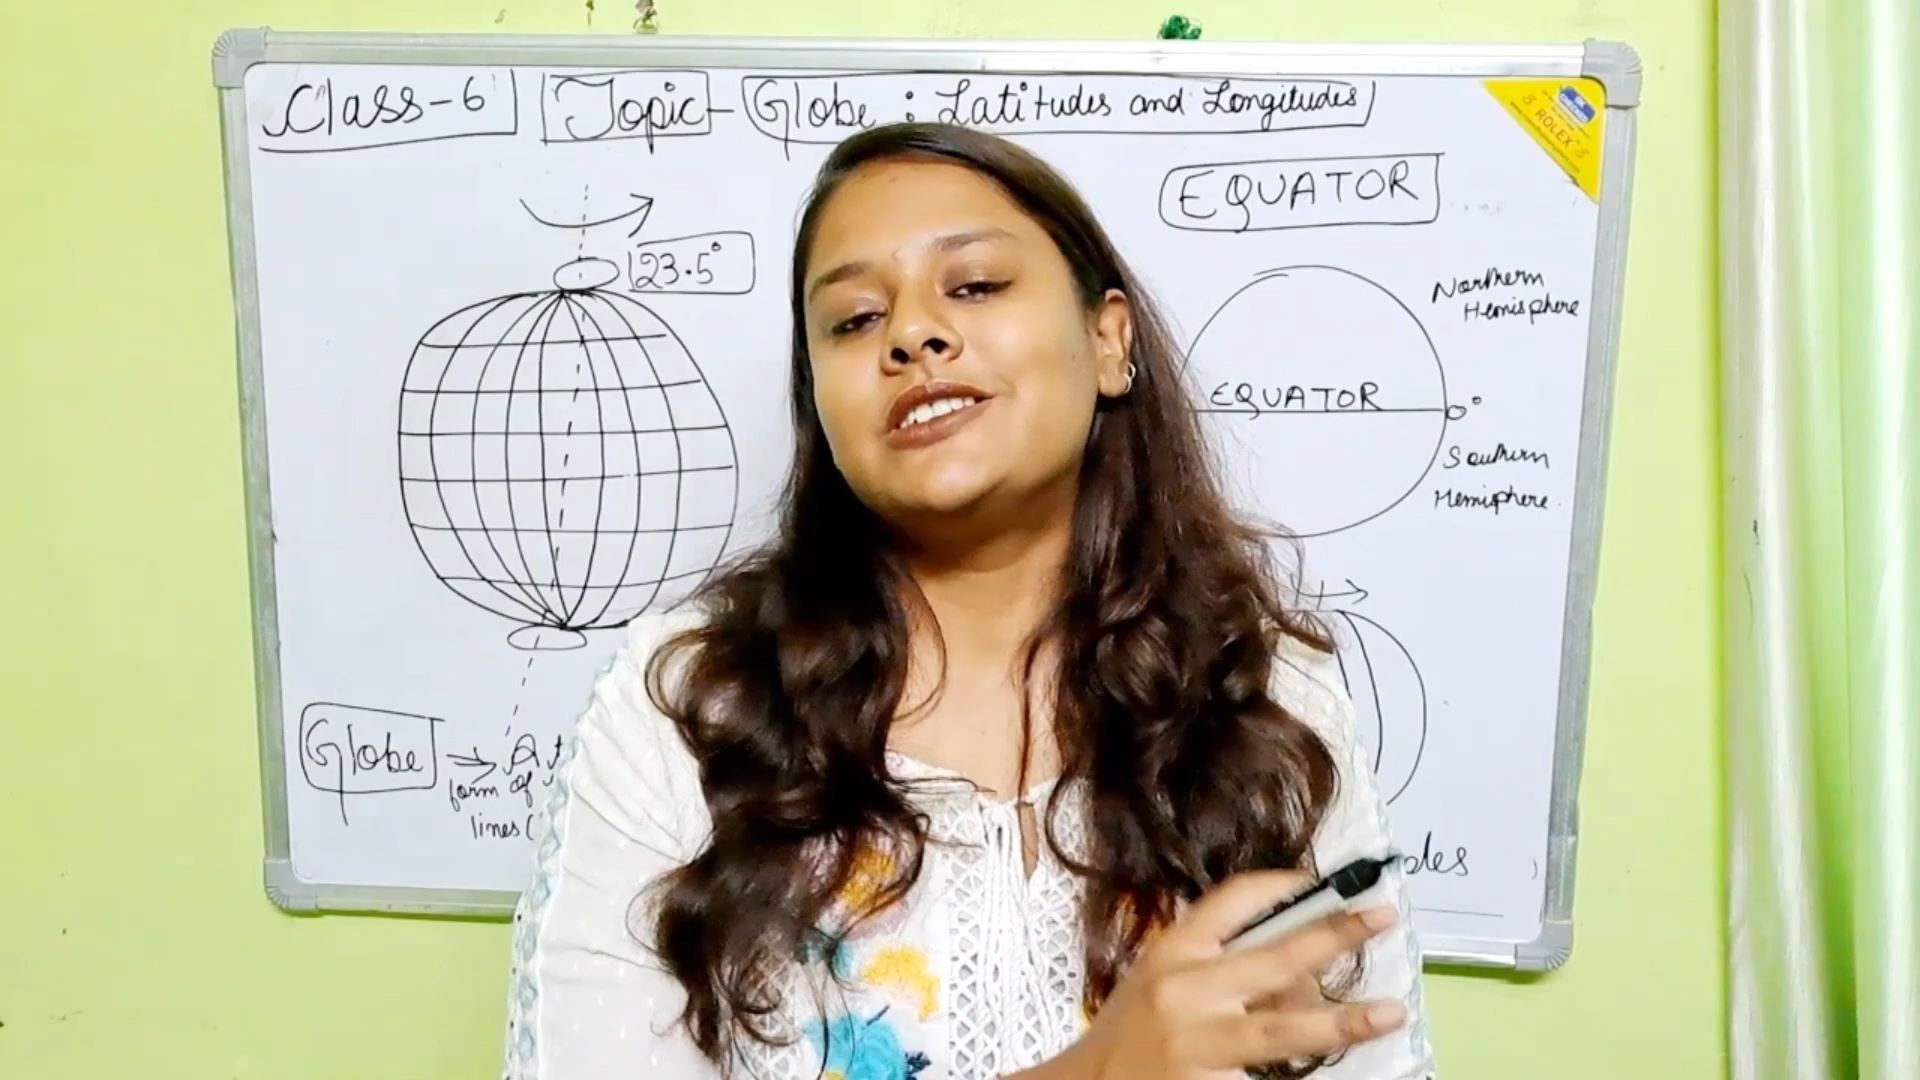 Class-6 Topic - Globe : Latitudes and Longitudes
EQUATOR
23.5°
Northern
Hemisphere
EQUATOR 0°
Southern
Hemisphere.
Globe → A
form of
lines (
des
ROLEX